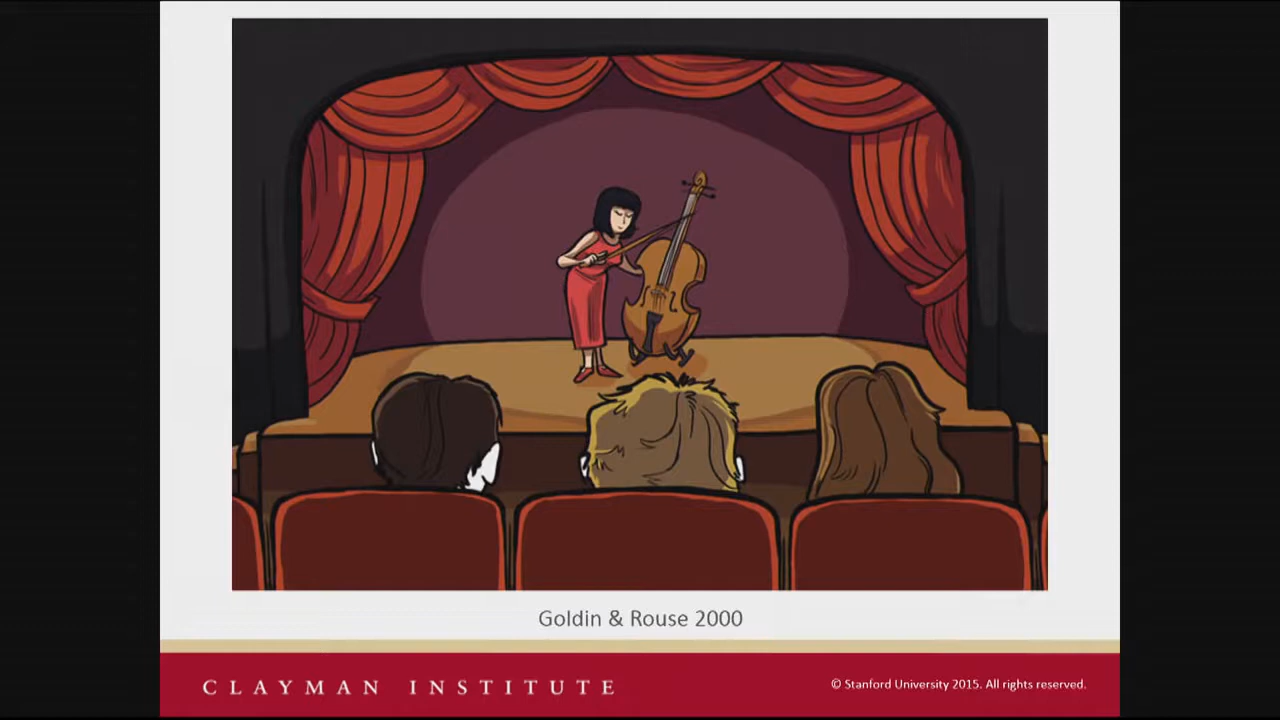 Goldin & Rouse 2000
CLAYMAN INSTITUTE
© Stanford University 2015. All rights reserved.